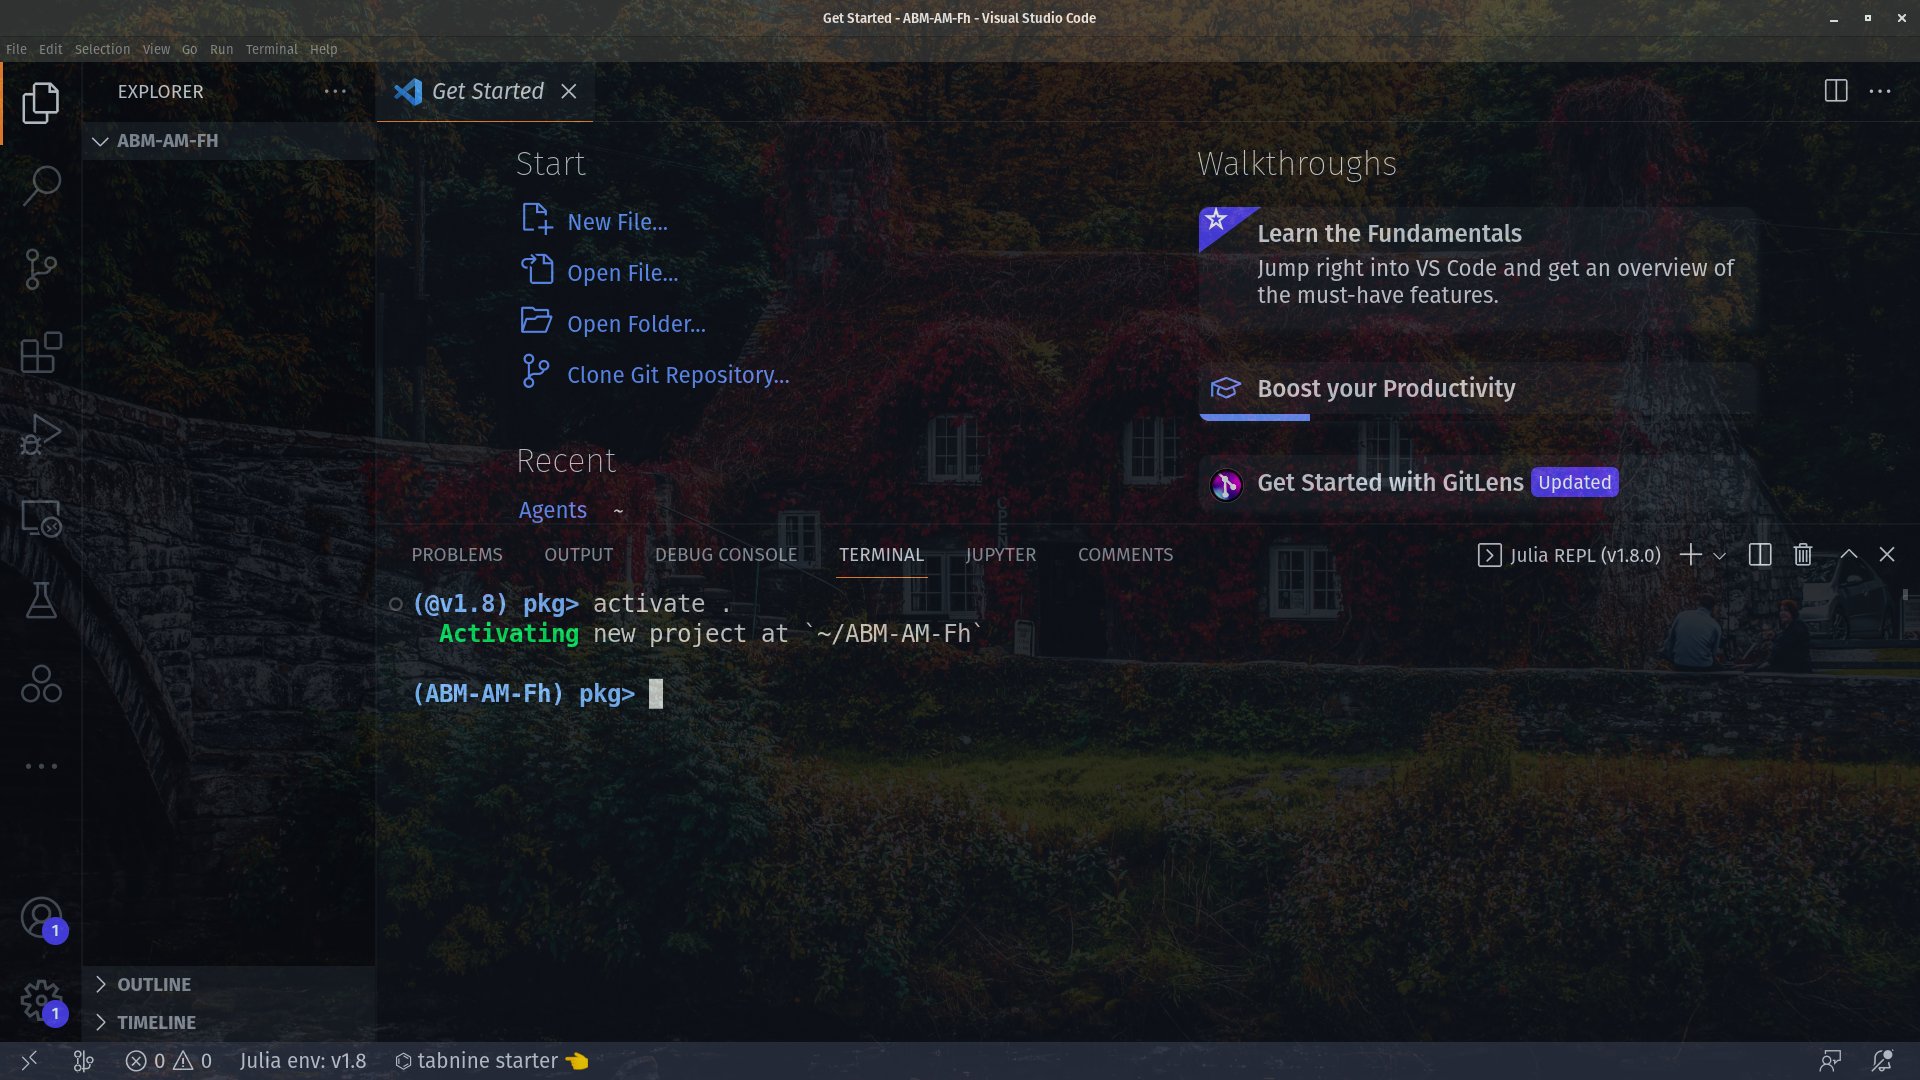 Get Started - ABM-AM-Fh - Visual Studio Code
File Edit Selection View Go Run Terminal Help
EXPLORER
ABM-AM-FH
OUTLINE
TIMELINE
Get Started
Start
New File...
Open File...
Open Folder...
Clone Git Repository...
Recent
Agents ~
Walkthroughs
Learn the Fundamentals
Jump right into VS Code and get an overview of
the must-have features.
Boost your Productivity
Get Started with GitLens Updated
PROBLEMS OUTPUT DEBUG CONSOLE TERMINAL JUPYTER COMMENTS
Julia REPL (v1.8.0)
(@v1.8) pkg> activate .
Activating new project at `~/ABM-AM-Fh`
(ABM-AM-Fh) pkg>
1
1
0 0 Julia env: v1.8 tabnine starter